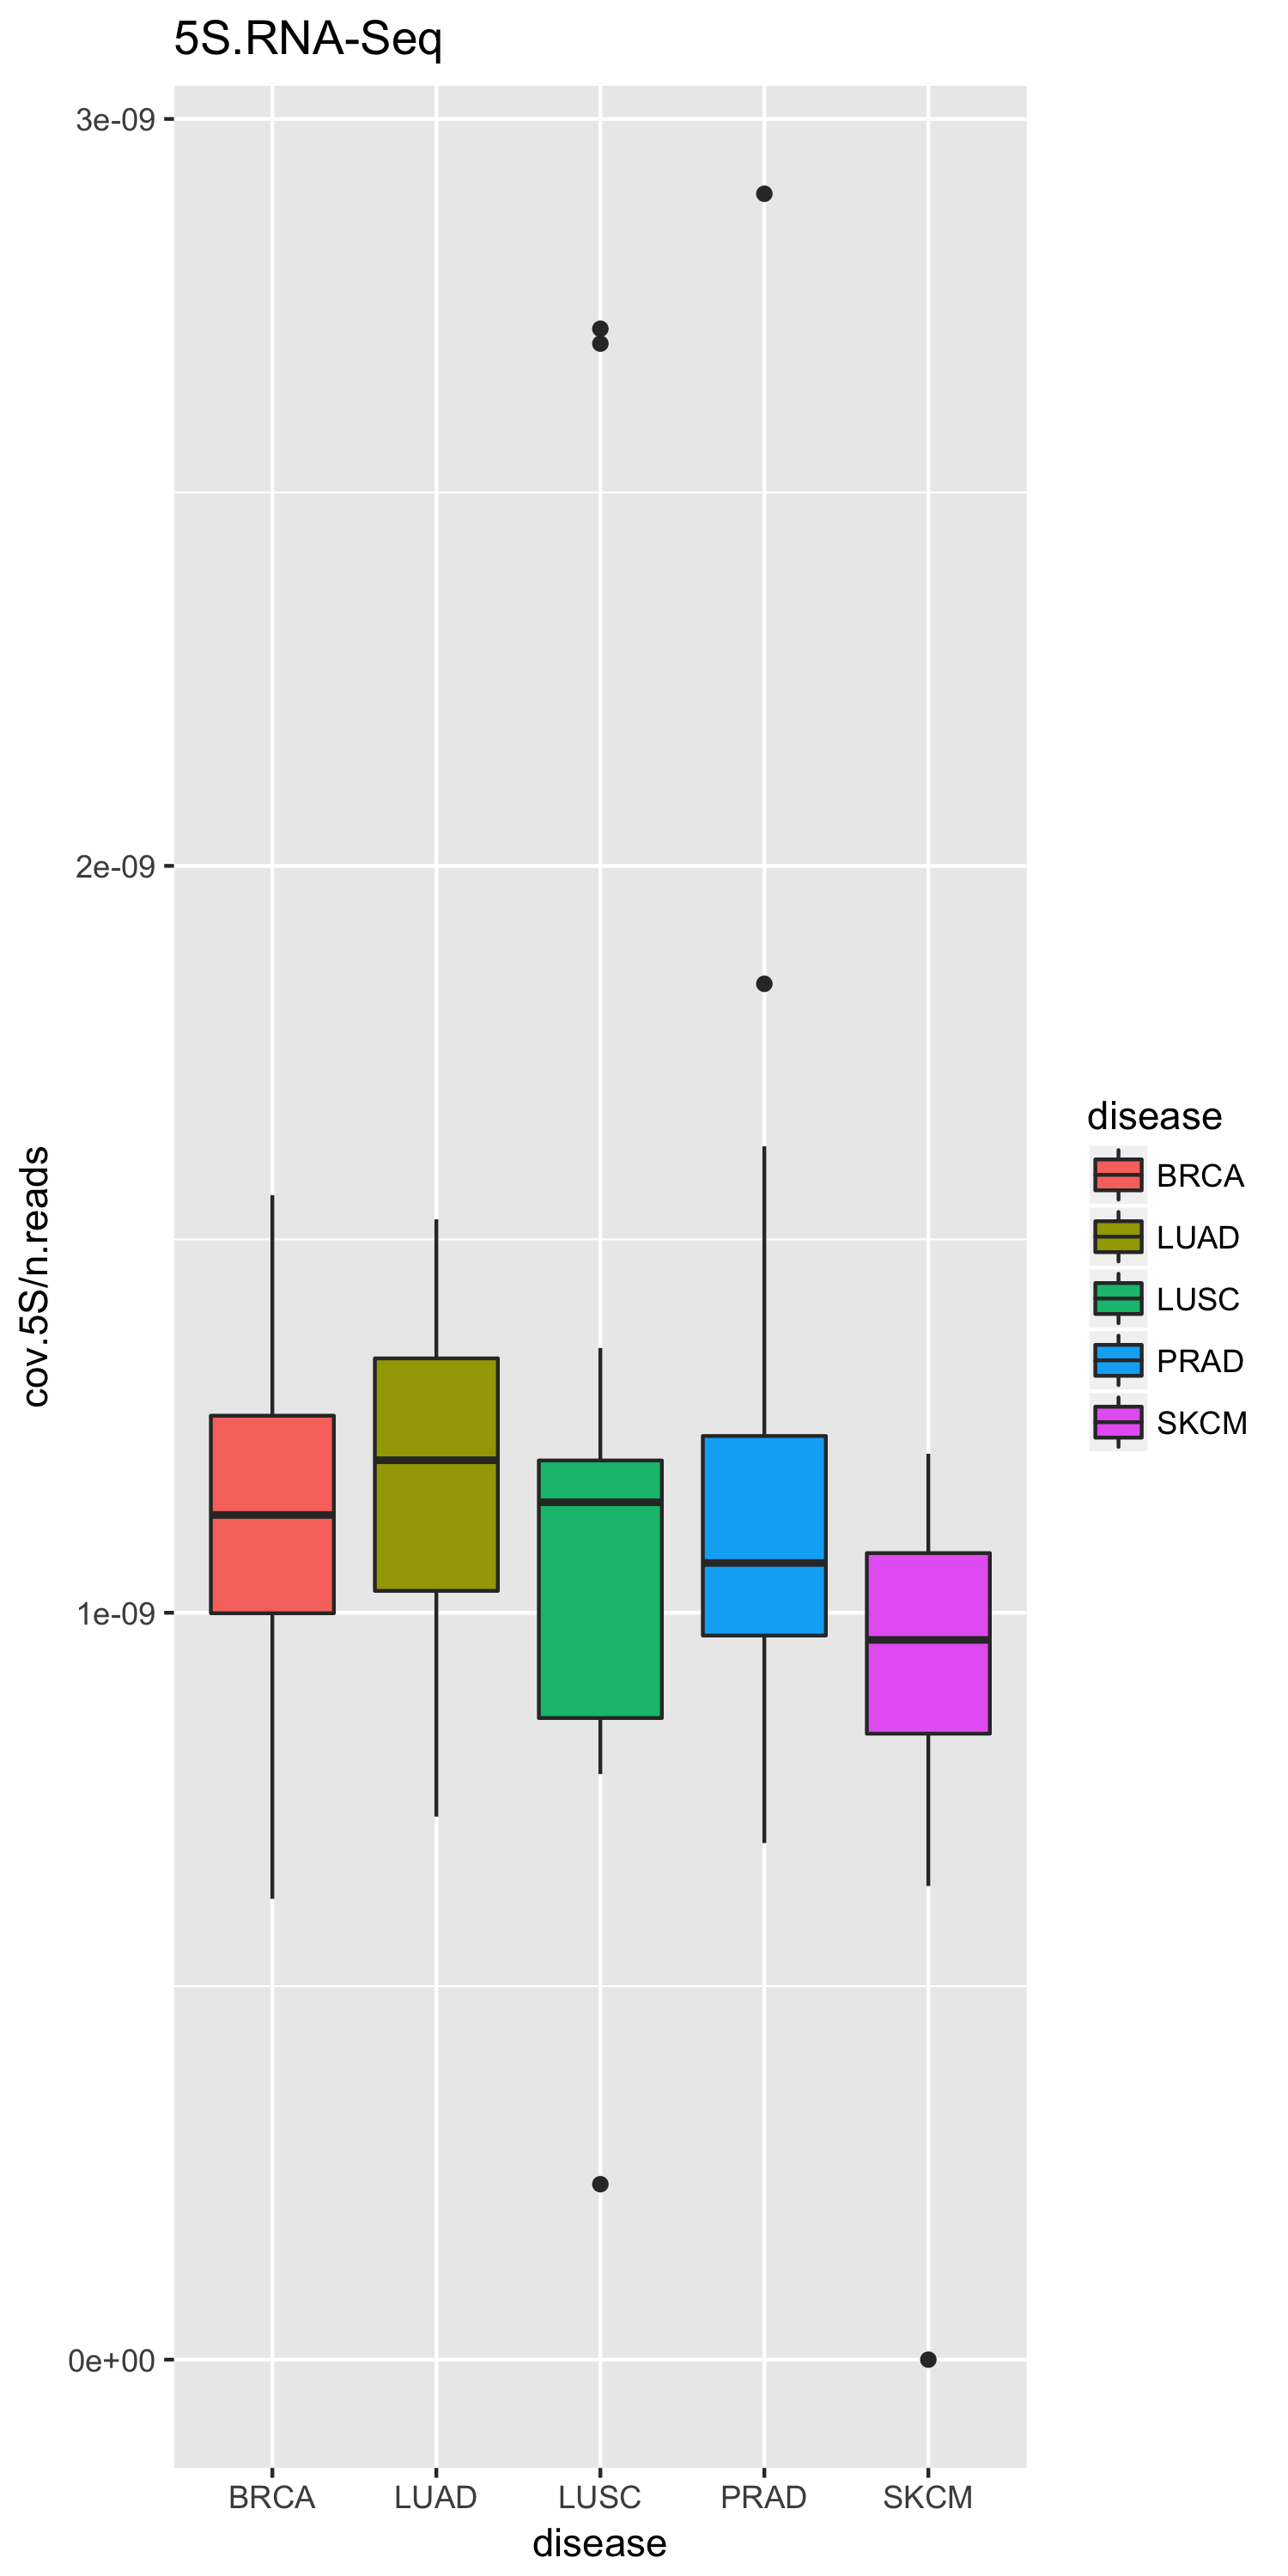 5S.RNA-Seq
3e-09
2e-09
1e-09
0e+00
cov.5S/n.reads
BRCA
LUAD
LUSC
PRAD
SKCM
disease
disease
BRCA
LUAD
LUSC
PRAD
SKCM